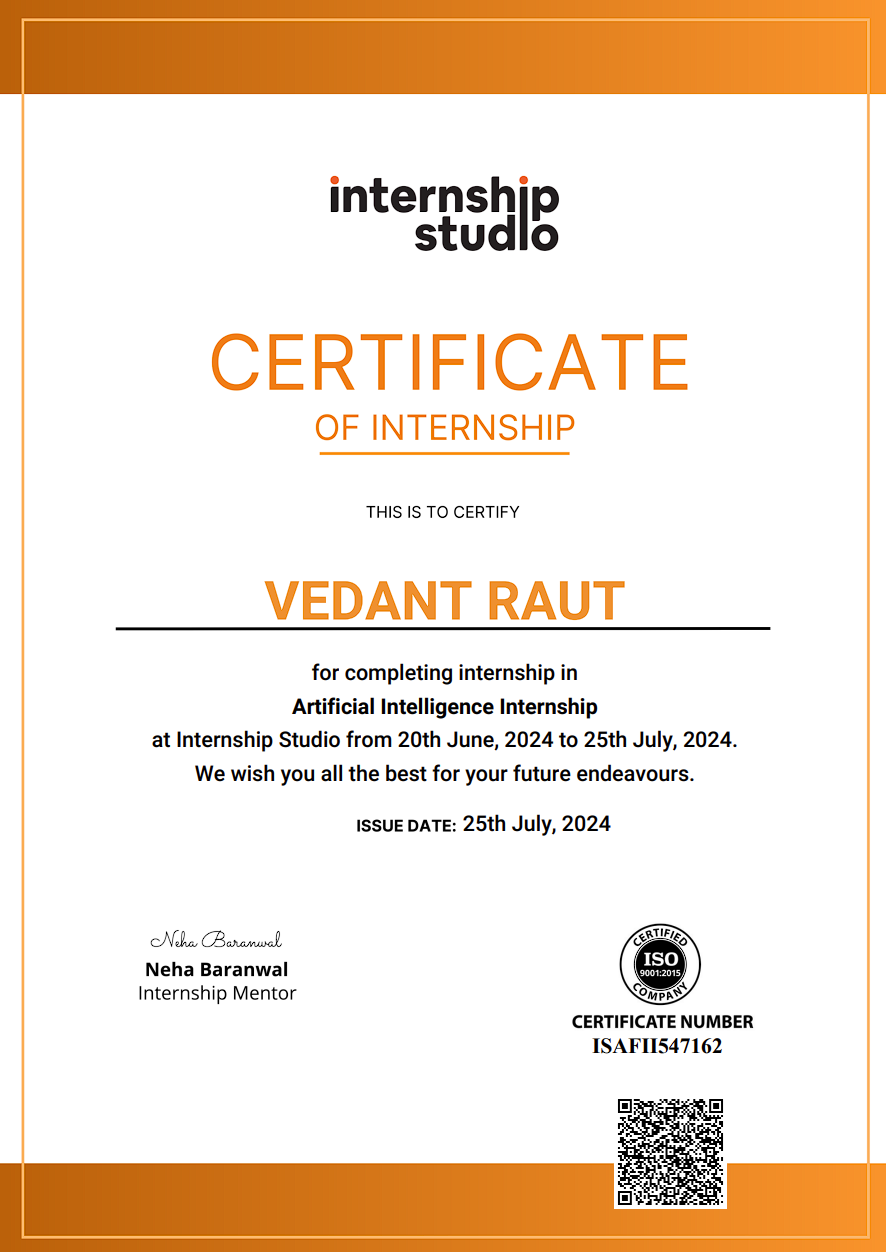 internship
studio
CERTIFICATE
OF INTERNSHIP
THIS IS TO CERTIFY
VEDANT RAUT
for completing internship in
Artificial Intelligence Internship
at Internship Studio from 20th June, 2024 to 25th July, 2024.
We wish you all the best for your future endeavours.
ISSUE DATE: 25th July, 2024
Neha Baranwal
Neha Baranwal
Internship Mentor
CERTIFIED
ISO
9001:2015
COMPANY
CERTIFICATE NUMBER
ISAFII547162